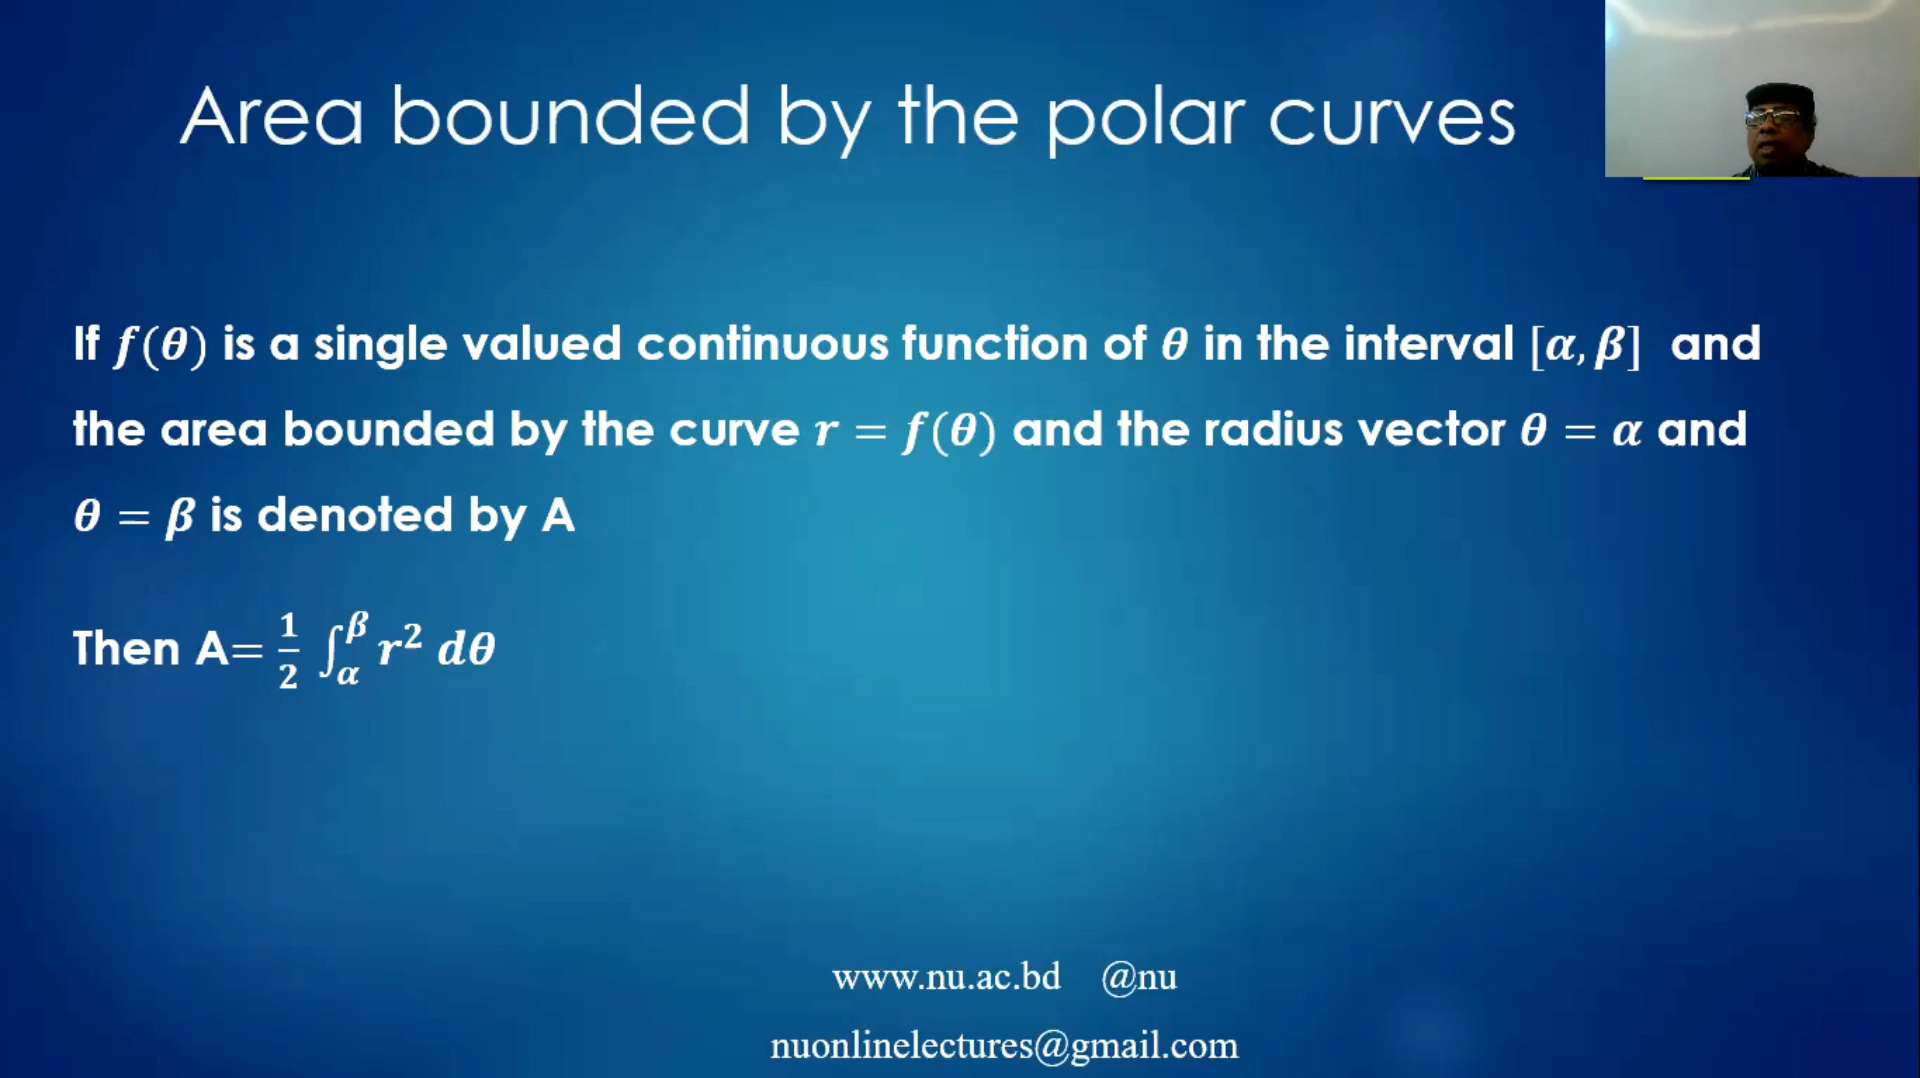 Area bounded by the polar curves
If f(θ) is a single valued continuous function of θ in the interval [α, β] and
the area bounded by the curve r = f(θ) and the radius vector θ = α and
θ = β is denoted by A
Then A= 1/2 ∫_α^β r² dθ
www.nu.ac.bd @nu
nuonlinelectures@gmail.com